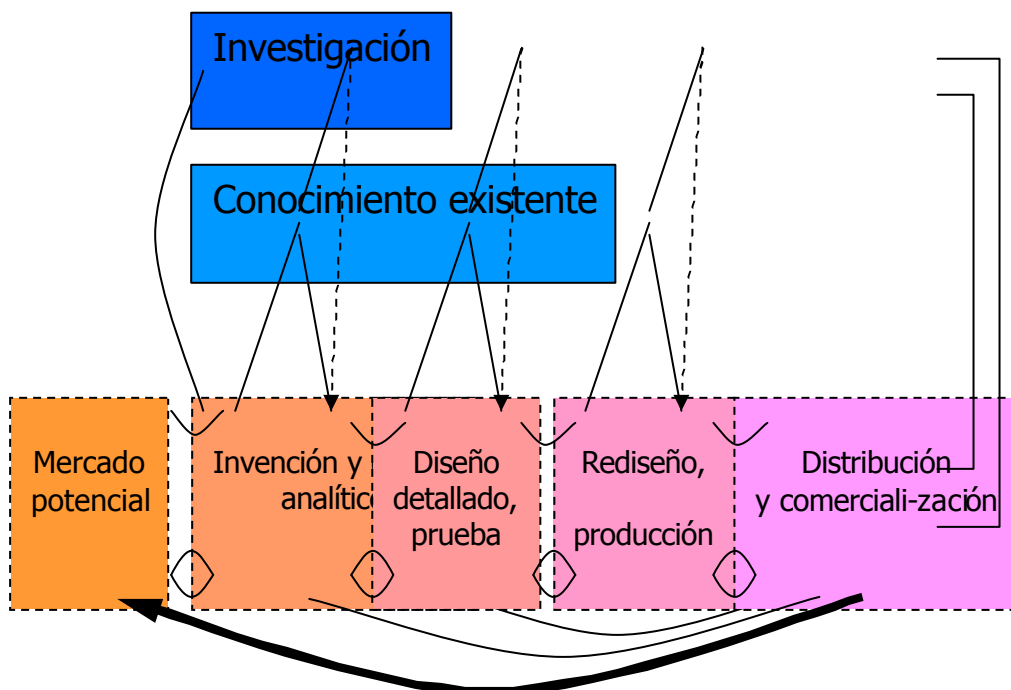 Investigación
Conocimiento existente
Mercado
potencial
Invención y
analític
Diseño
detallado,
prueba
Rediseño,
producción
Distribución
y comerciali-zación